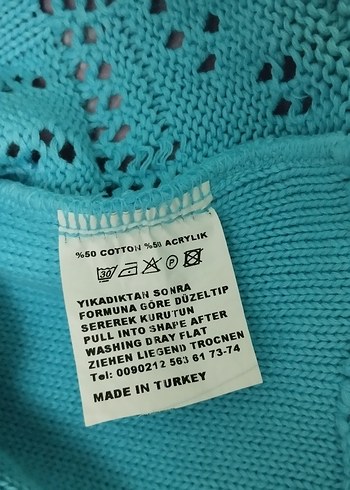 %50 COTTON %50 ACRYLIK
30 P
YIKADIKTAN SONRA
FORMUNA GÖRE DÜZELTIP
SEREREK KURUTUN
PULL INTO SHAPE AFTER
WASHING DRAY FLAT
ZIEHEN LIEGEND TROCNEN
Tel: 0090212 563 61 73-74
MADE IN TURKEY